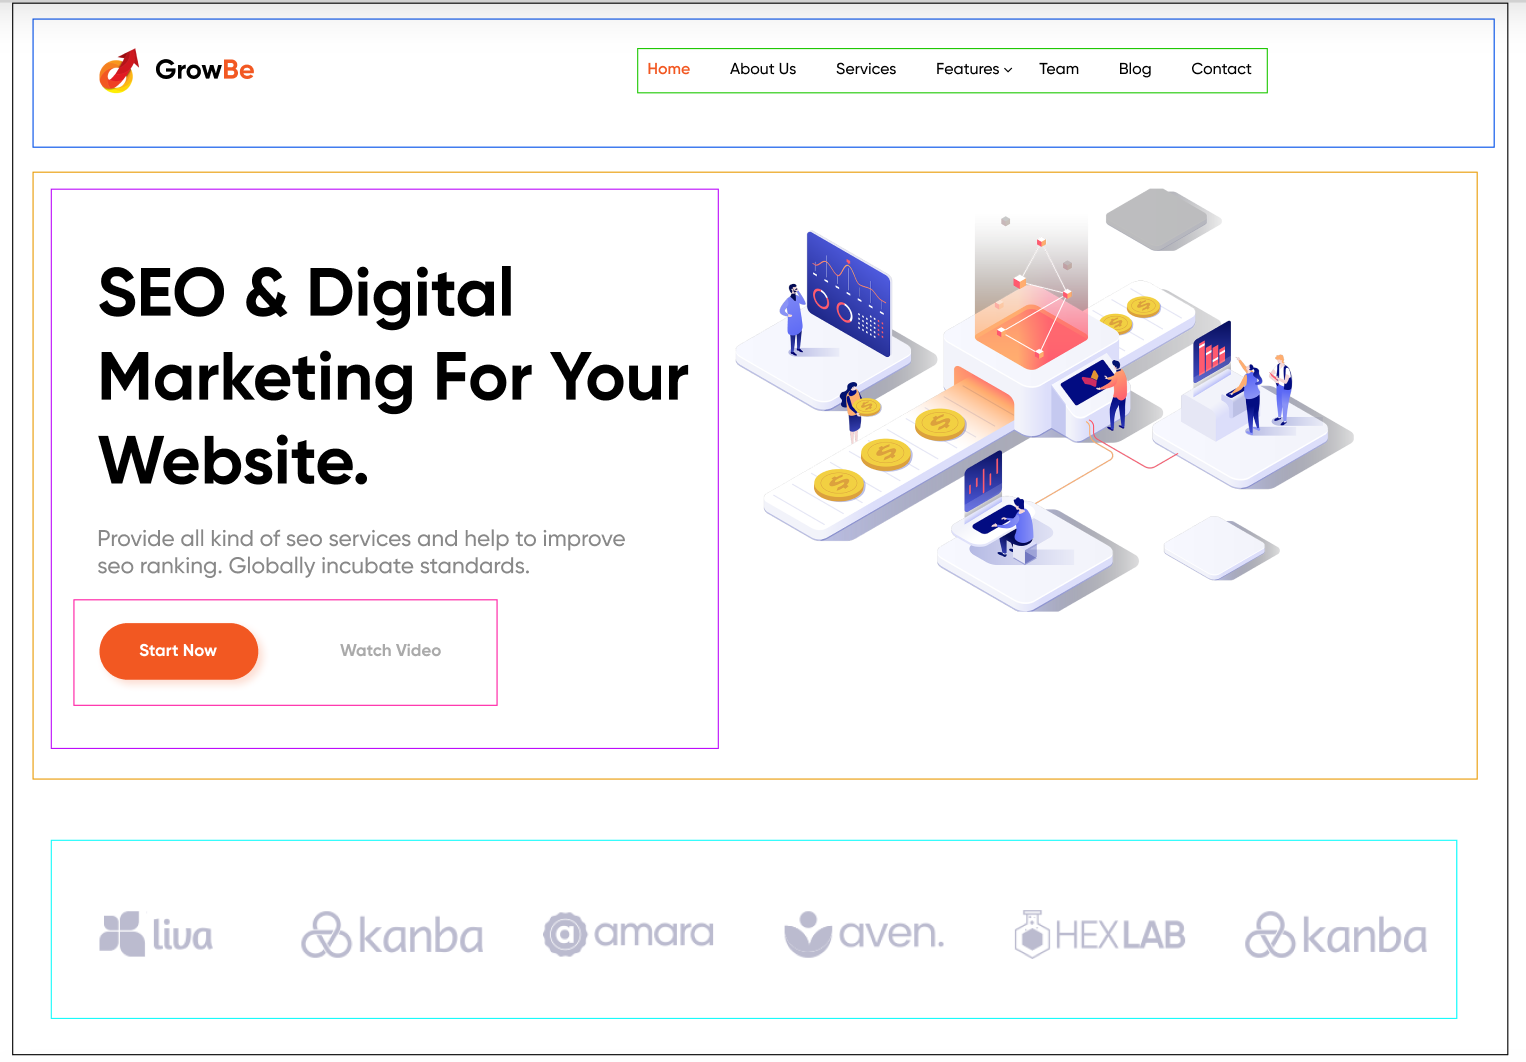 GrowBe
Home About Us Services Features Team Blog Contact
SEO & Digital
Marketing For Your
Website.
Provide all kind of seo services and help to improve
seo ranking. Globally incubate standards.
Start Now Watch Video
liva kanba amara aven. HEXLAB kanba